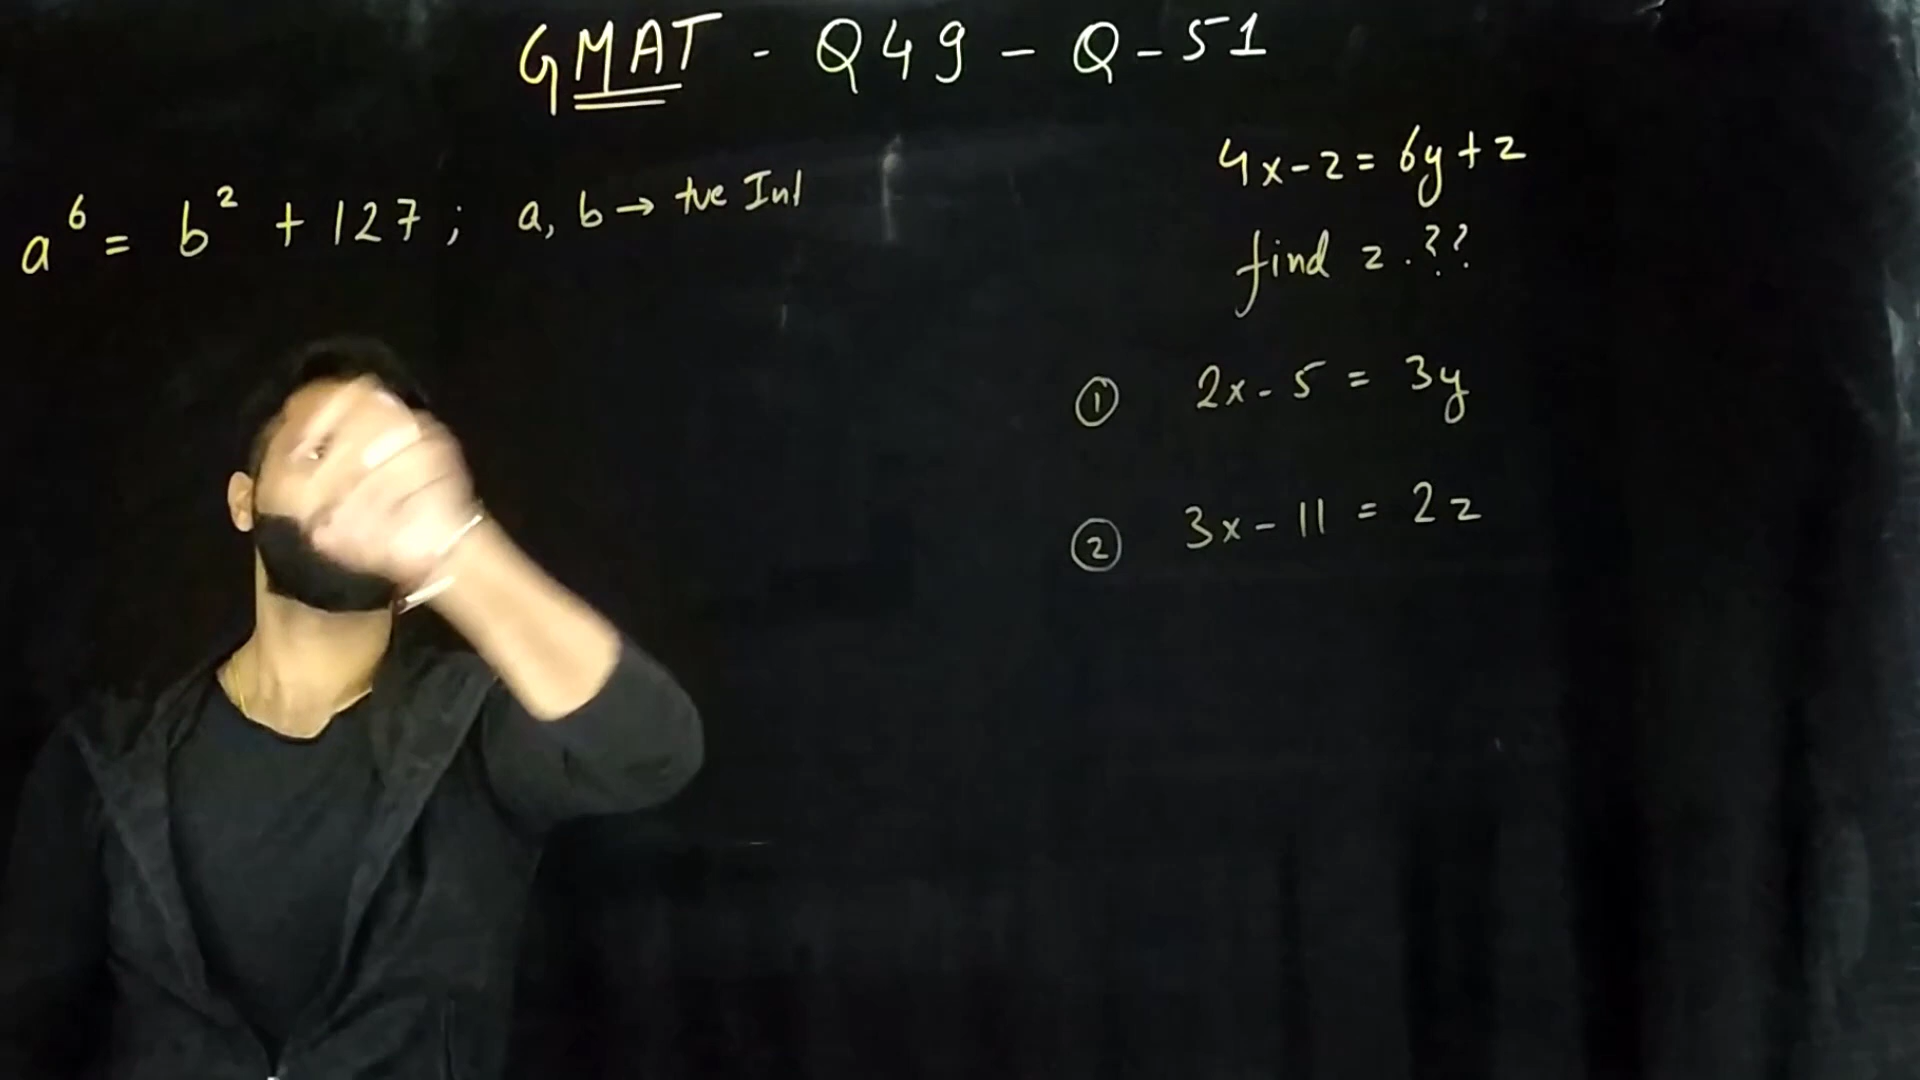 GMAT - Q49 - Q-51
a⁶ = b² + 127; a, b → +ve Int
4x-2 = 6y+z
find z.??
① 2x-5 = 3y
② 3x-11 = 2z